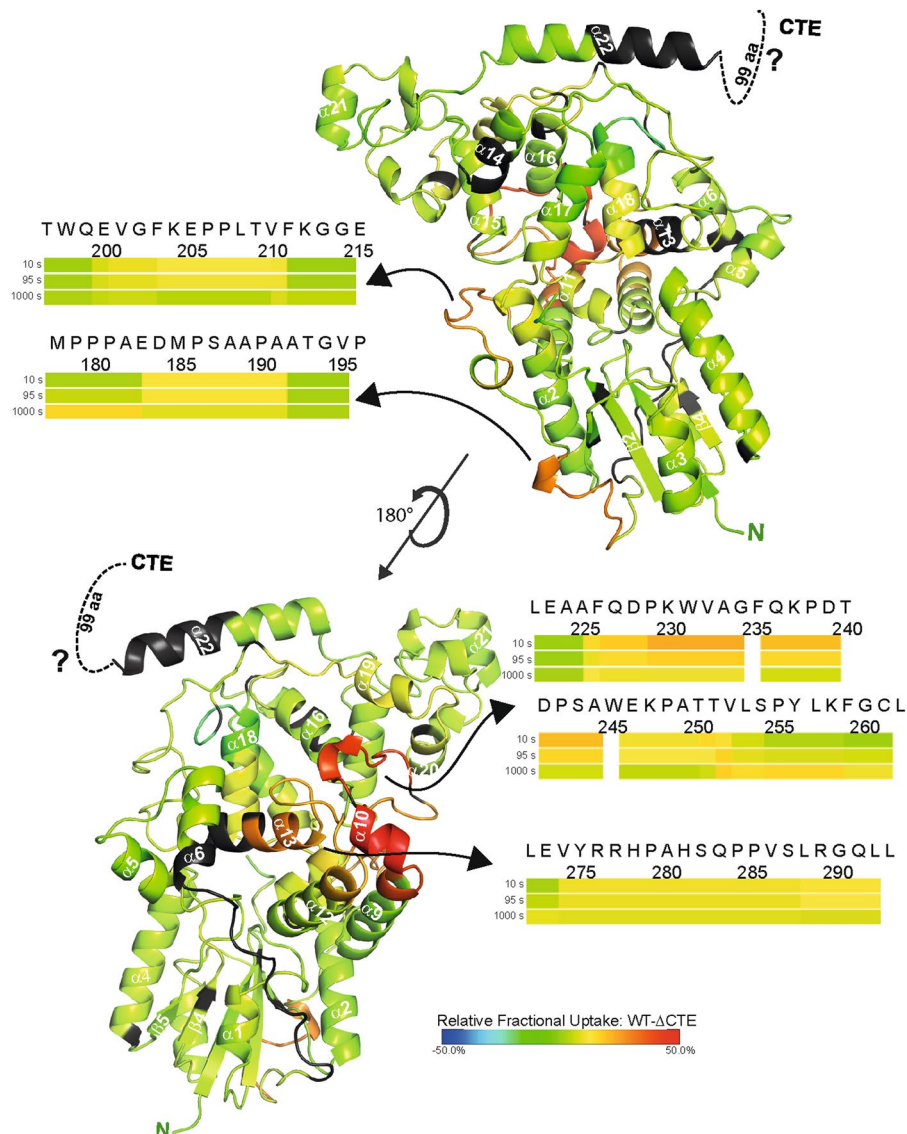 CTE
99 aa
?
α22
α21
α14
α16
α6
α15
α17
α18
α13
α5
α11
T W Q E V G F K E P P L T V F K G G E
200 205 210 215
10 s
95 s
1000 s
α4
M P P P A E D M P S A A P A A T G V P
180 185 190 195
10 s
95 s
1000 s
α2
β2
α3
N
180°
CTE
99 aa
?
α22
α21
α19
α16
α18
α20
L E A A F Q D P K W V A G F Q K P D T
225 230 235 240
10 s
95 s
1000 s
D P S A W E K P A T T V L S P Y L K F G C L
245 250 255 260
10 s
95 s
1000 s
α10
α13
α6
α5
α12
α9
L E V Y R R H P A H S Q P P V S L R G Q L L
275 280 285 290
10 s
95 s
1000 s
α4
β5
β4
α1
α2
Relative Fractional Uptake: WT-ΔCTE
-50.0% 50.0%
N